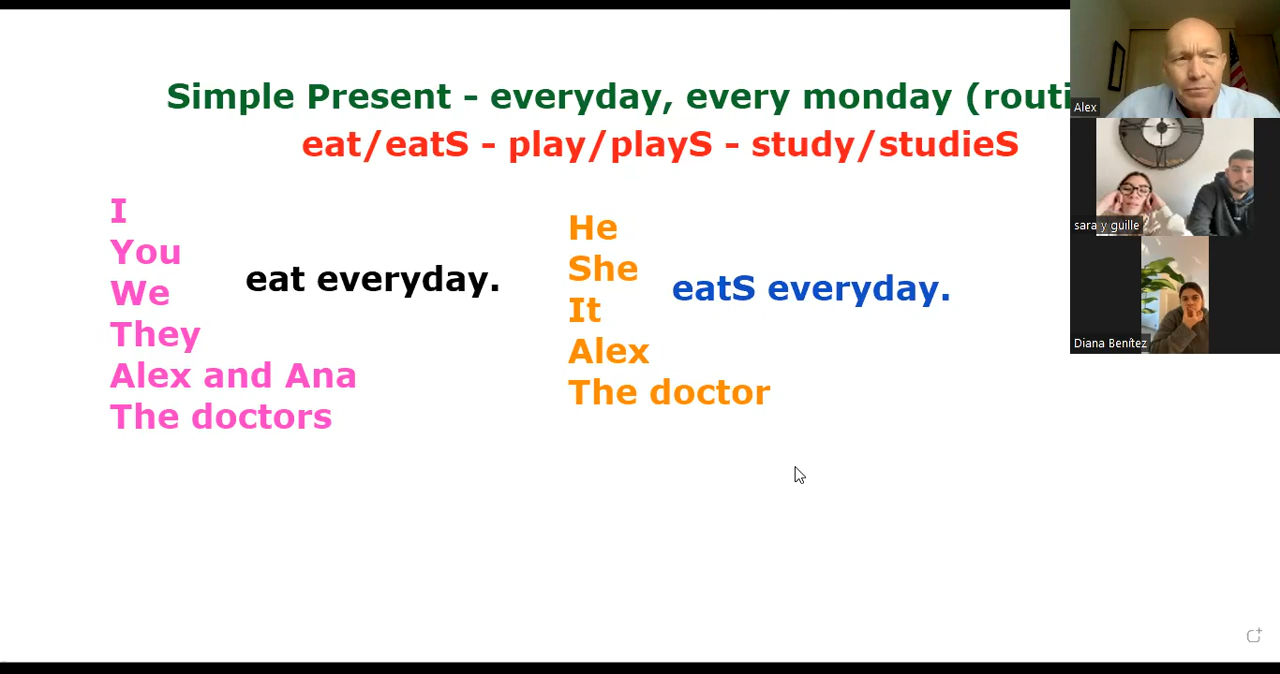 Simple Present - everyday, every monday (routi
eat/eatS - play/playS - study/studieS
I
You
We
They
Alex and Ana
The doctors
eat everyday.
He
She
It
Alex
The doctor
eatS everyday.
Alex
sara y guille
Diana Benítez